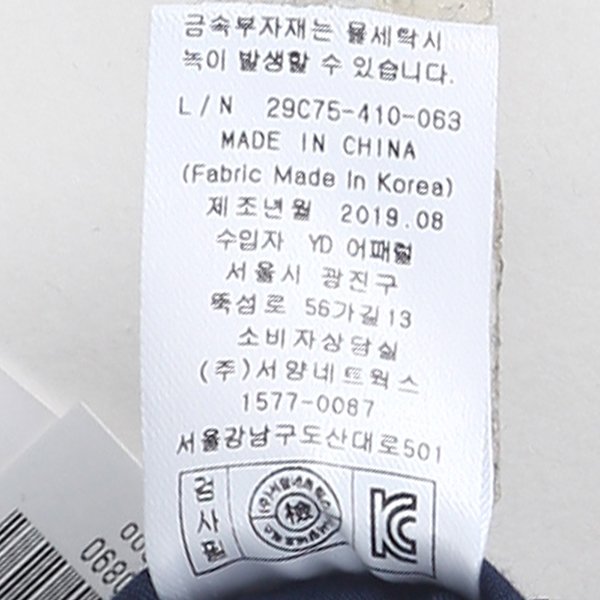 금속부자재는 물세탁시
녹이 발생할 수 있습니다.
L/N 29C75-410-063
MADE IN CHINA
(Fabric Made In Korea)
제조년월 2019.08
수입자 YD 어패럴
서울시 광진구
뚝섬로 56가길13
소비자상담실
(주)서양네트웍스
1577-0087
서울강남구도산대로501
검사필
檢
KC